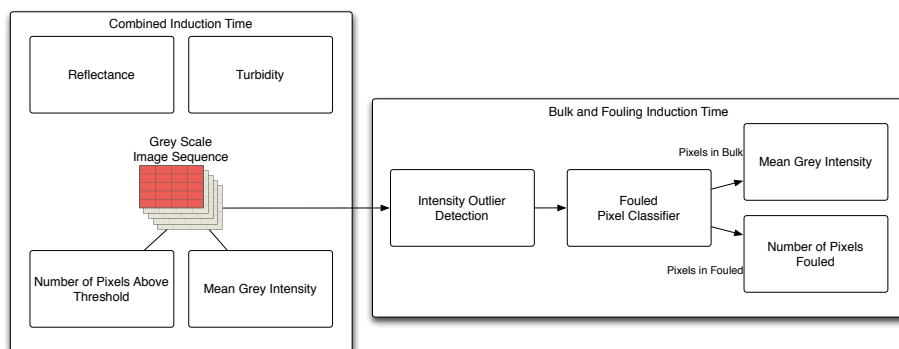 Combined Induction Time
Reflectance
Turbidity
Grey Scale
Image Sequence
Number of Pixels Above
Threshold
Mean Grey Intensity
Bulk and Fouling Induction Time
Intensity Outlier
Detection
Fouled
Pixel Classifier
Pixels in Bulk
Mean Grey Intensity
Pixels in Fouled
Number of Pixels
Fouled